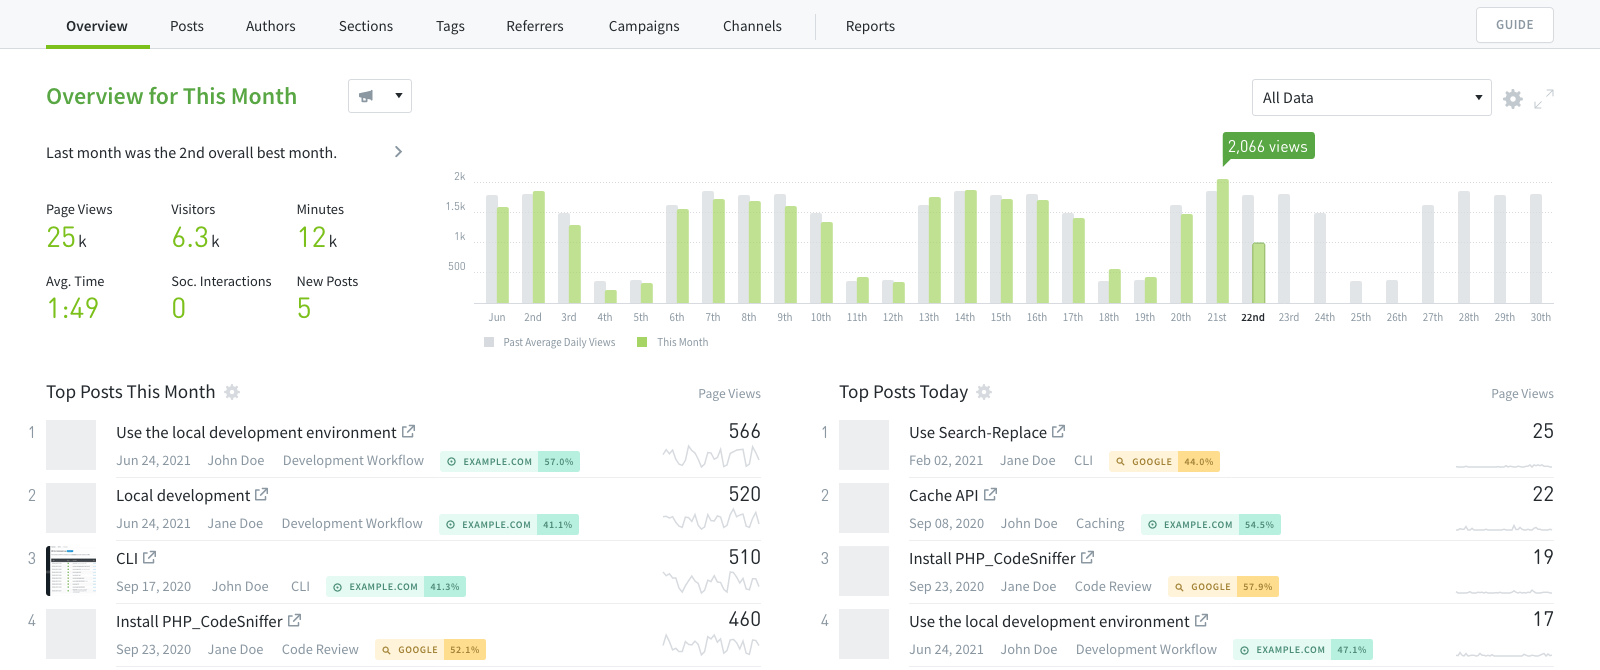 Overview Posts Authors Sections Tags Referrers Campaigns Channels Reports GUIDE
Overview for This Month
All Data
Last month was the 2nd overall best month.
2,066 views
Page Views Visitors Minutes
25 k 6.3 k 12 k
Avg. Time Soc. Interactions New Posts
1:49 0 5
2k
1.5k
1k
500
Jun 2nd 3rd 4th 5th 6th 7th 8th 9th 10th 11th 12th 13th 14th 15th 16th 17th 18th 19th 20th 21st 22nd 23rd 24th 25th 26th 27th 28th 29th 30th
Past Average Daily Views This Month
Top Posts This Month Page Views
1 Use the local development environment 566
Jun 24, 2021 John Doe Development Workflow EXAMPLE.COM 57.0%
2 Local development 520
Jun 24, 2021 Jane Doe Development Workflow EXAMPLE.COM 41.1%
3 CLI 510
Sep 17, 2020 John Doe CLI EXAMPLE.COM 41.3%
4 Install PHP_CodeSniffer 460
Sep 23, 2020 Jane Doe Code Review GOOGLE 52.1%
Top Posts Today Page Views
1 Use Search-Replace 25
Feb 02, 2021 Jane Doe CLI GOOGLE 44.0%
2 Cache API 22
Sep 08, 2020 John Doe Caching EXAMPLE.COM 54.5%
3 Install PHP_CodeSniffer 19
Sep 23, 2020 Jane Doe Code Review GOOGLE 57.9%
4 Use the local development environment 17
Jun 24, 2021 John Doe Development Workflow EXAMPLE.COM 47.1%